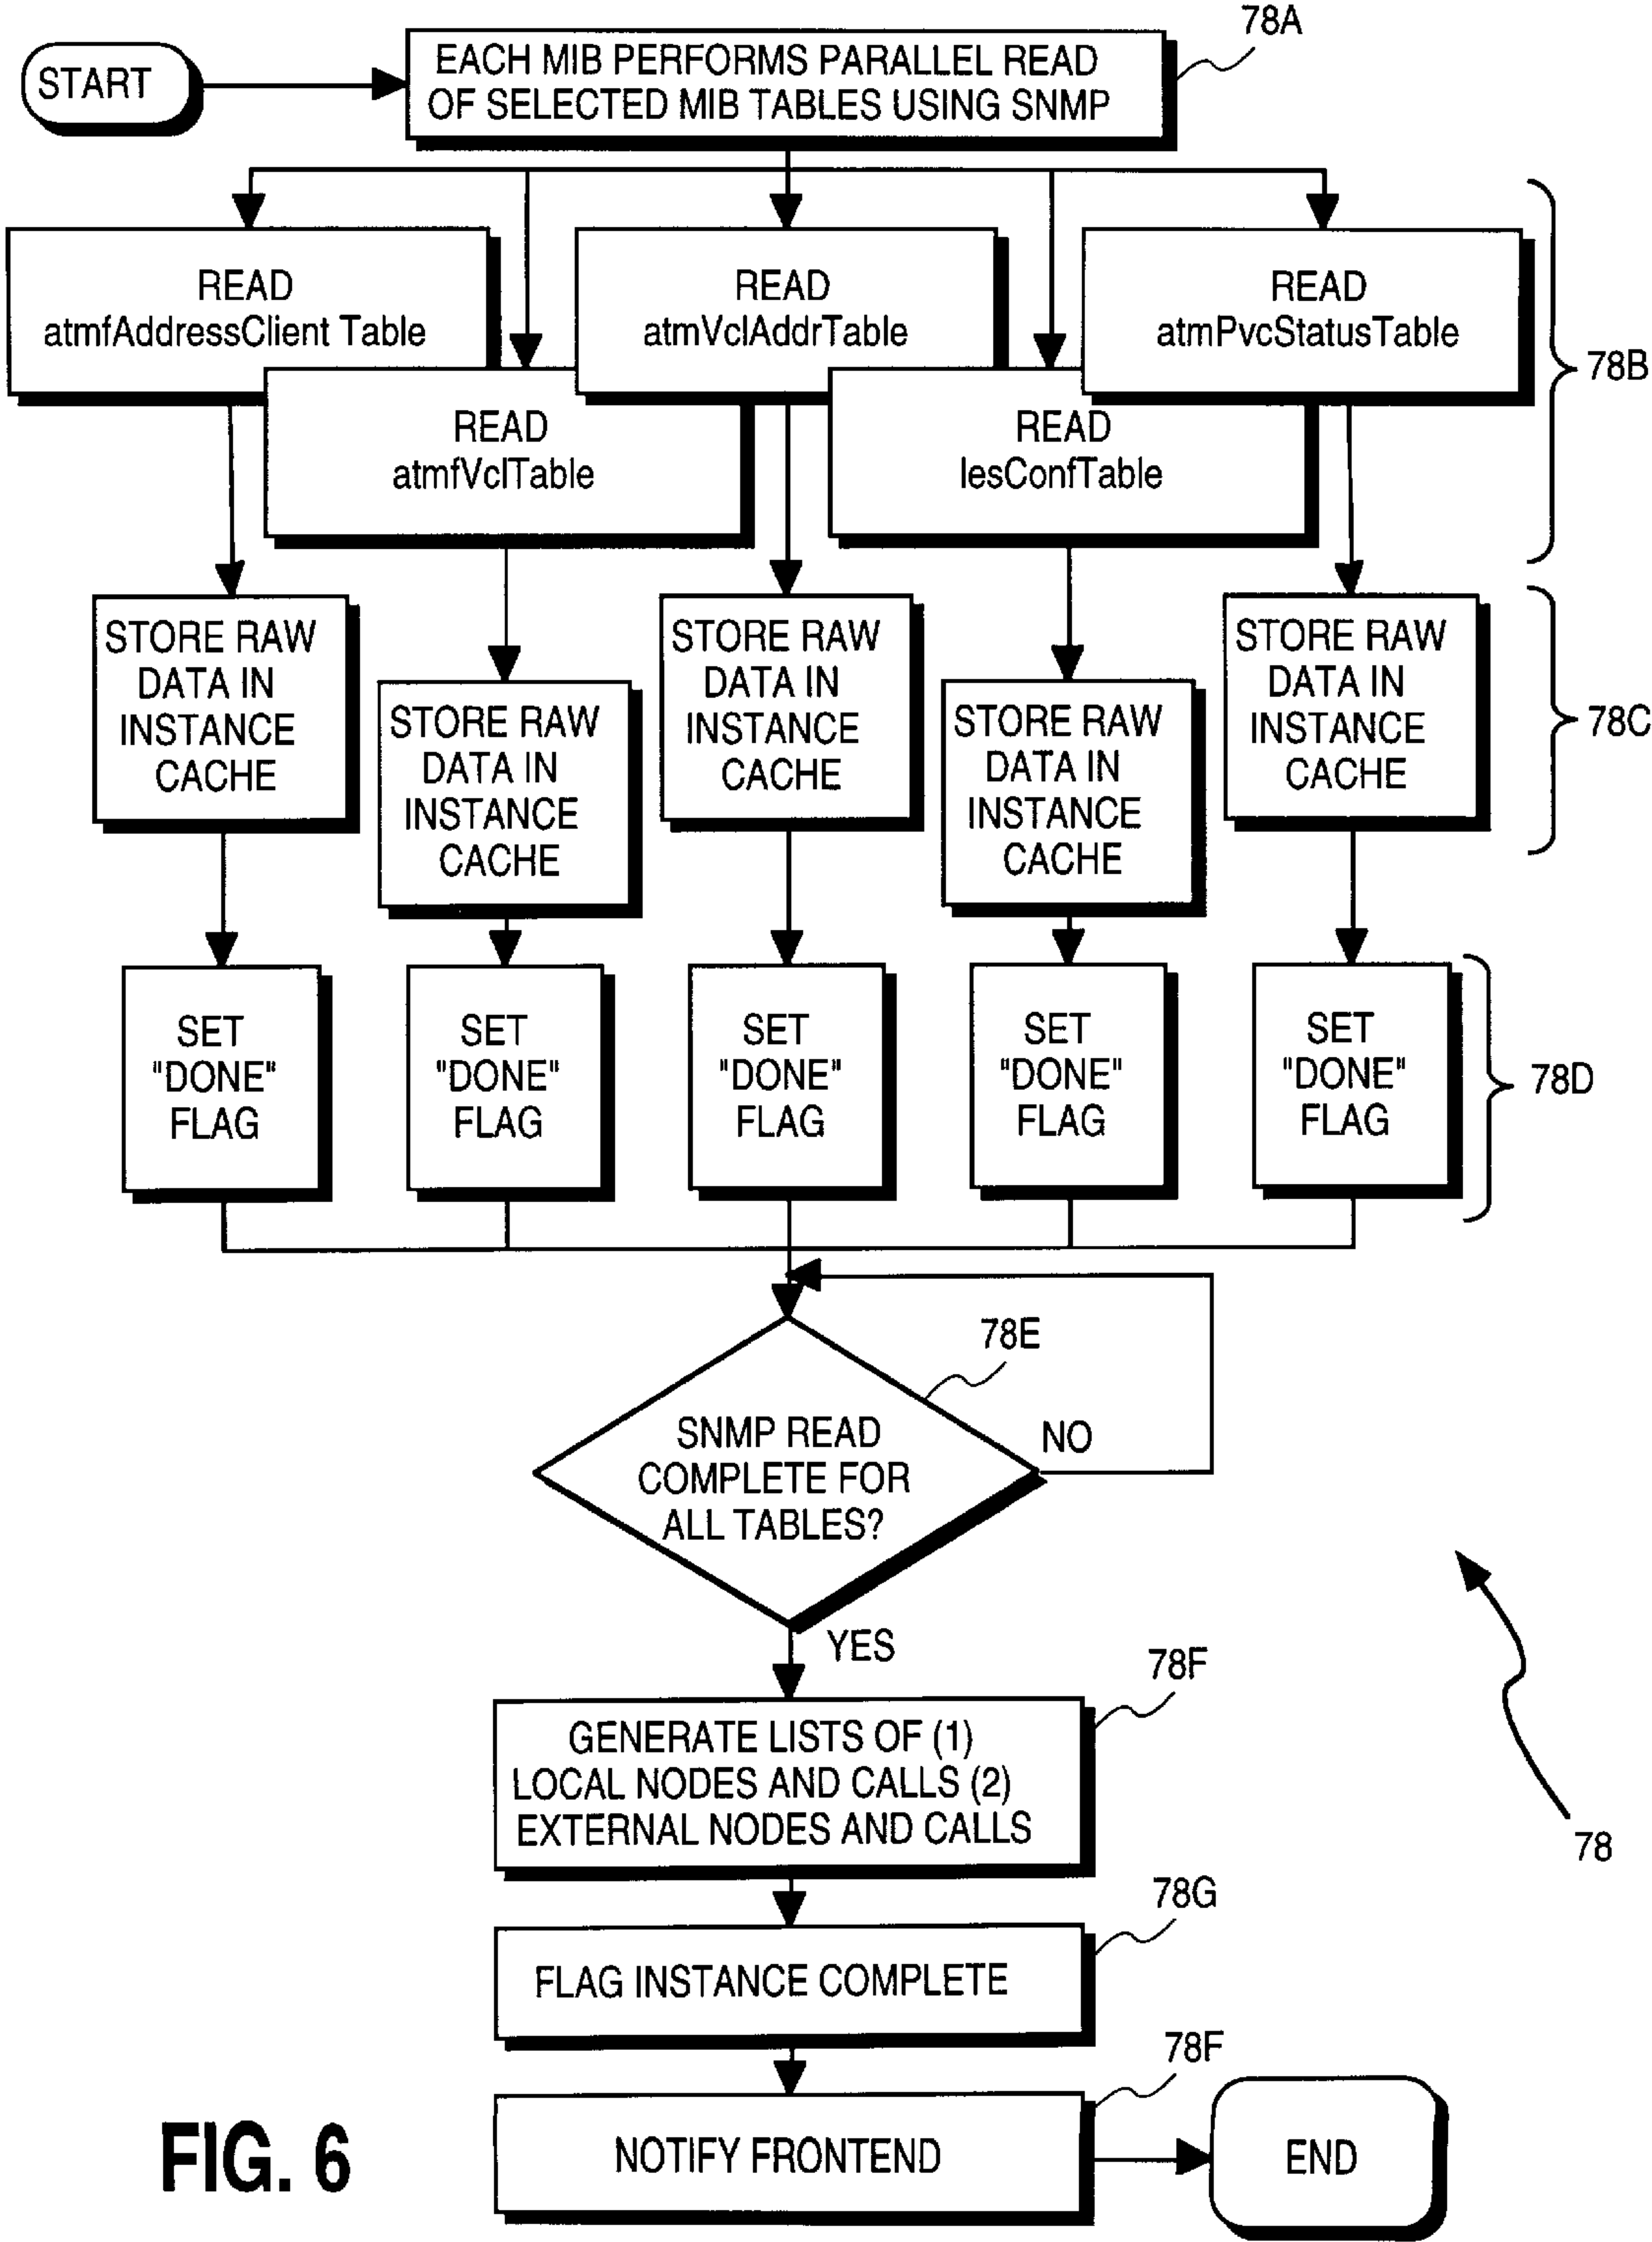 START
78A
EACH MIB PERFORMS PARALLEL READ
OF SELECTED MIB TABLES USING SNMP
READ
atmfAddressClient Table
READ
atmVclAddrTable
READ
atmPvcStatusTable
78B
READ
atmfVclTable
READ
lesConfTable
STORE RAW
DATA IN
INSTANCE
CACHE
STORE RAW
DATA IN
INSTANCE
CACHE
STORE RAW
DATA IN
INSTANCE
CACHE
STORE RAW
DATA IN
INSTANCE
CACHE
STORE RAW
DATA IN
INSTANCE
CACHE
78C
SET
"DONE"
FLAG
SET
"DONE"
FLAG
SET
"DONE"
FLAG
SET
"DONE"
FLAG
SET
"DONE"
FLAG
78D
78E
SNMP READ
COMPLETE FOR
ALL TABLES?
NO
YES
78F
GENERATE LISTS OF (1)
LOCAL NODES AND CALLS (2)
EXTERNAL NODES AND CALLS
78
78G
FLAG INSTANCE COMPLETE
78F
NOTIFY FRONTEND
END
FIG. 6